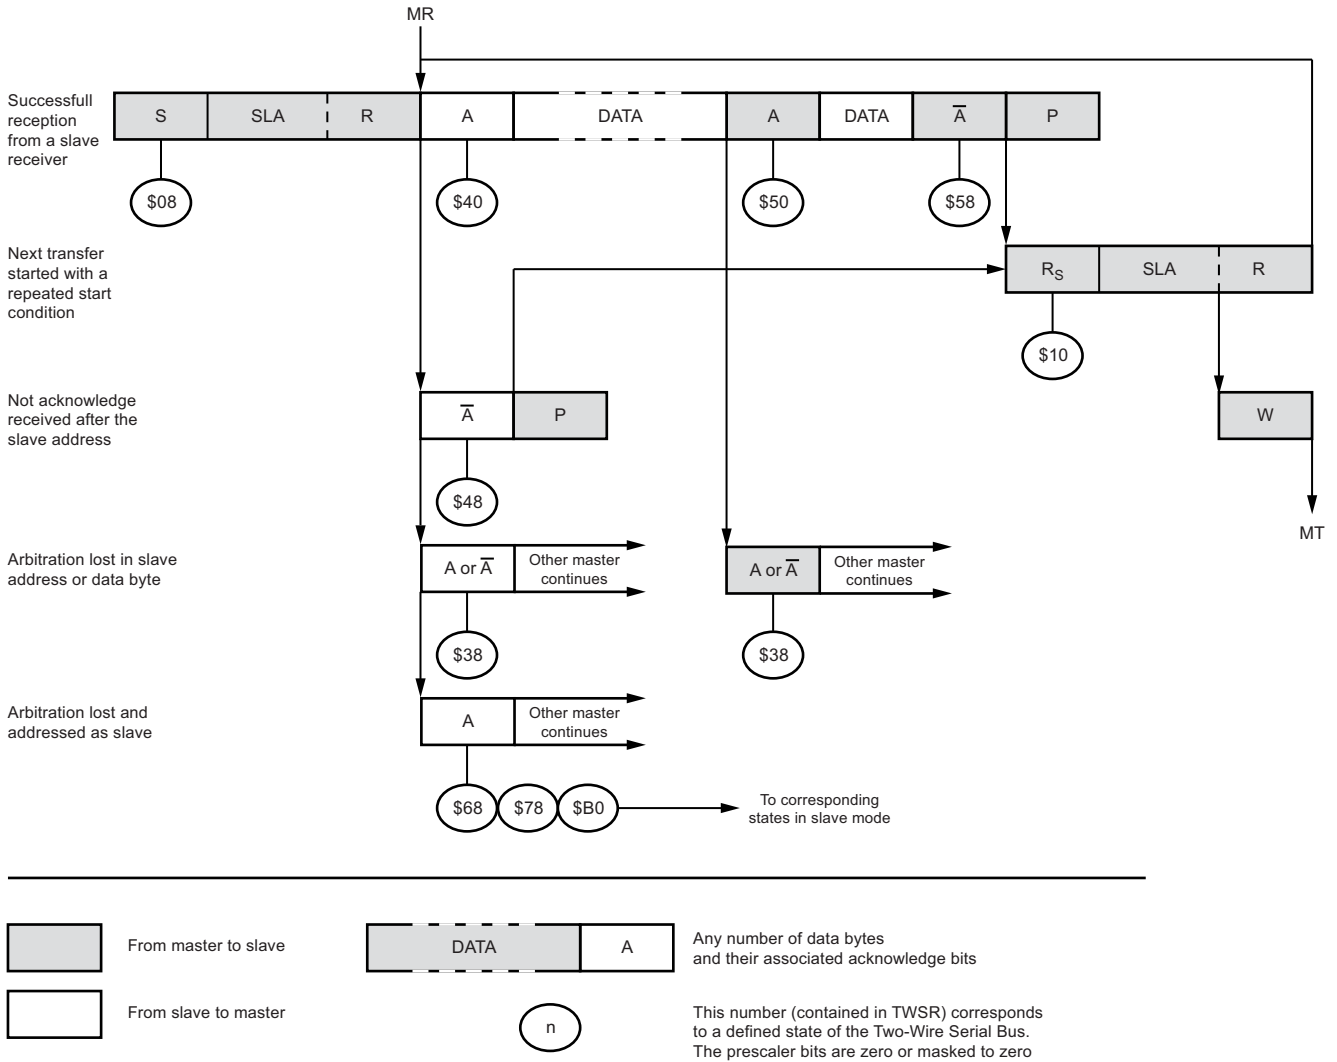 MR
Successfull
reception
from a slave
receiver
S SLA R A DATA A DATA A̅ P
$08 $40 $50 $58
Next transfer
started with a
repeated start
condition
RS SLA R
$10
Not acknowledge
received after the
slave address
A̅ P
W
$48
MT
Arbitration lost in slave
address or data byte
A or A̅
Other master
continues
A or A̅
Other master
continues
$38 $38
Arbitration lost and
addressed as slave
A
Other master
continues
$68 $78 $B0
To corresponding
states in slave mode
From master to slave
DATA A
Any number of data bytes
and their associated acknowledge bits
From slave to master
n
This number (contained in TWSR) corresponds
to a defined state of the Two-Wire Serial Bus.
The prescaler bits are zero or masked to zero